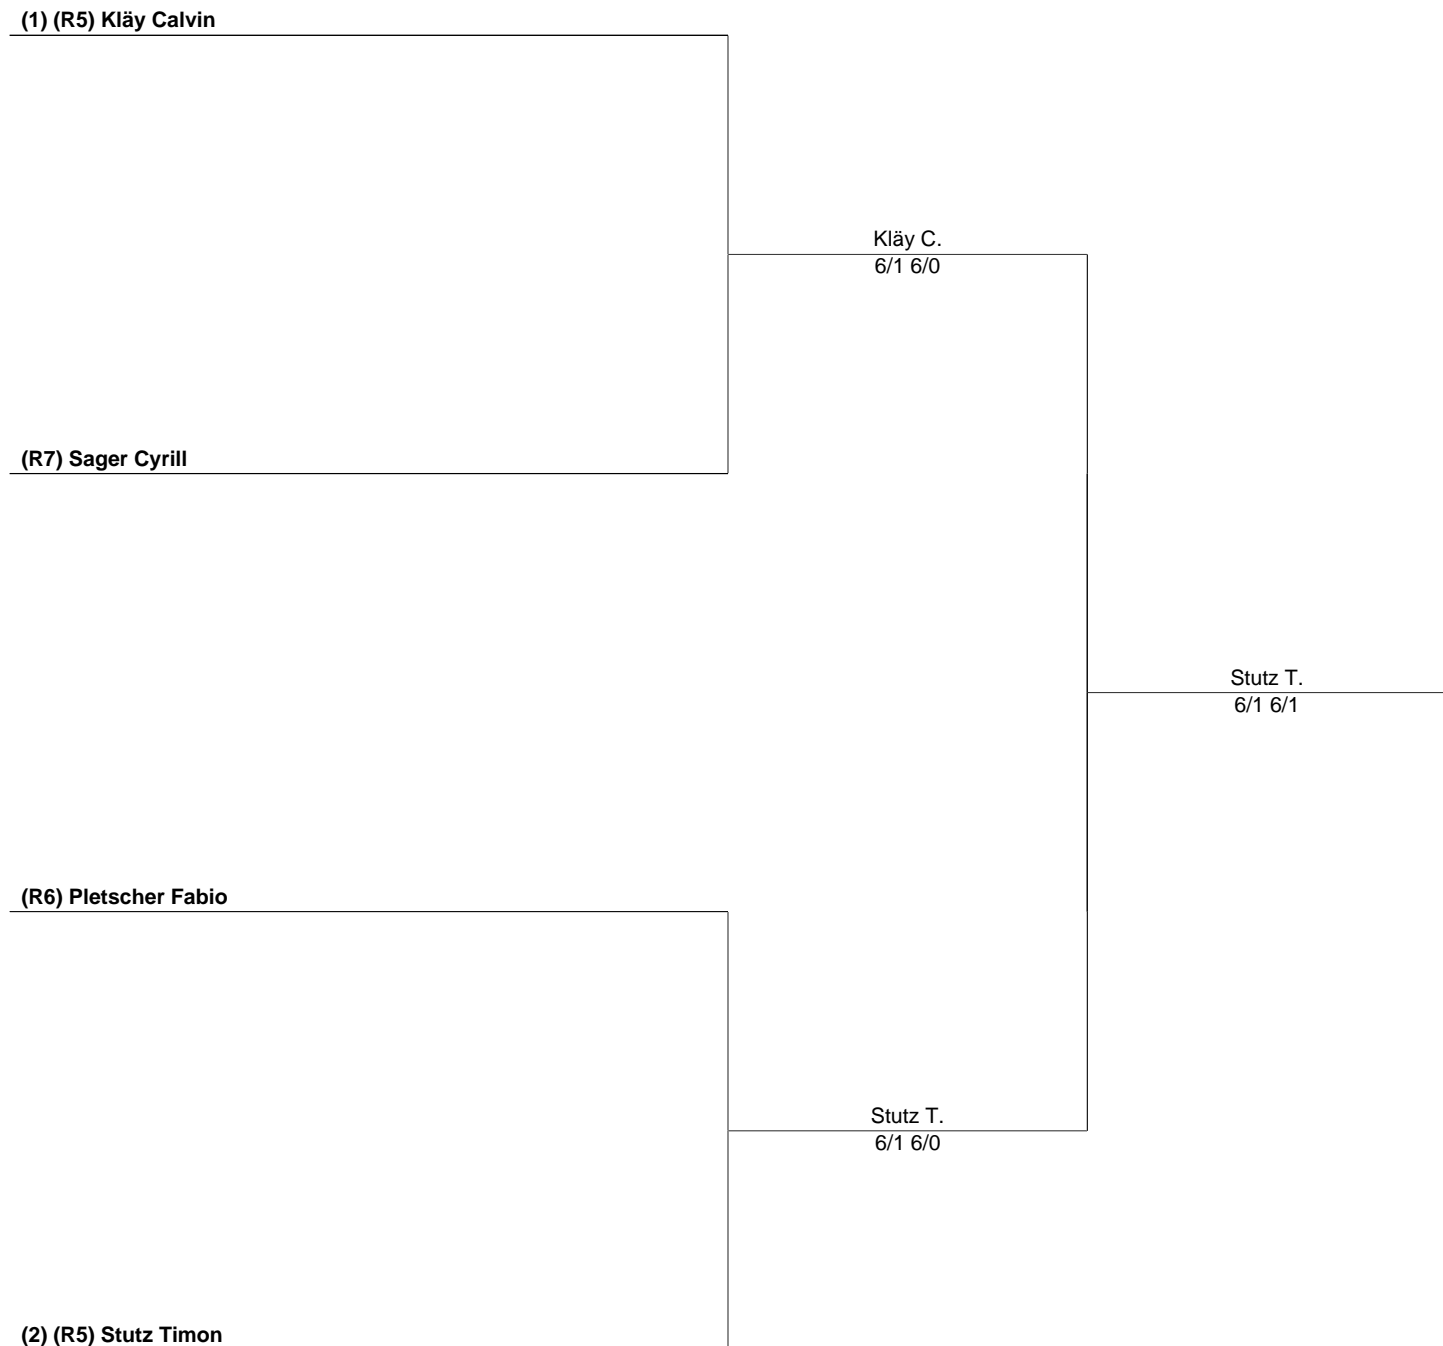 (1) (R5) Kläy Calvin
Kläy C.
6/1 6/0
(R7) Sager Cyrill
Stutz T.
6/1 6/1
(R6) Pletscher Fabio
Stutz T.
6/1 6/0
(2) (R5) Stutz Timon